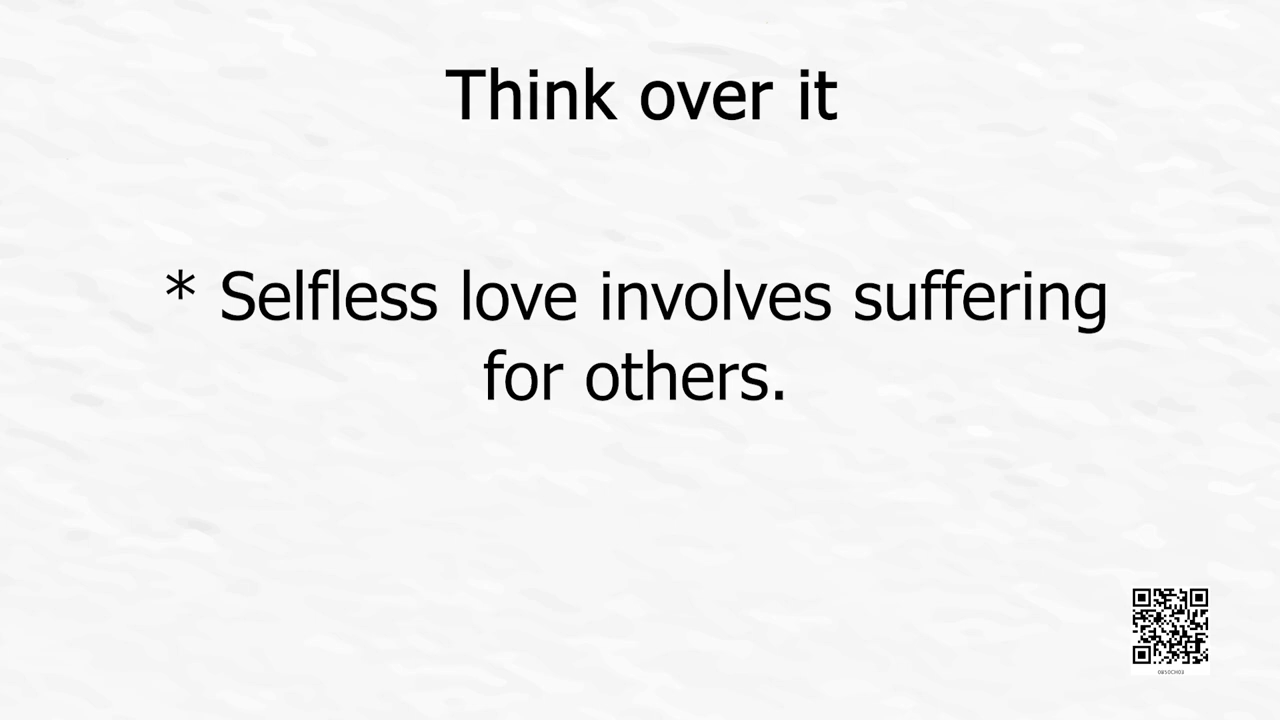 Think over it
* Selfless love involves suffering
for others.